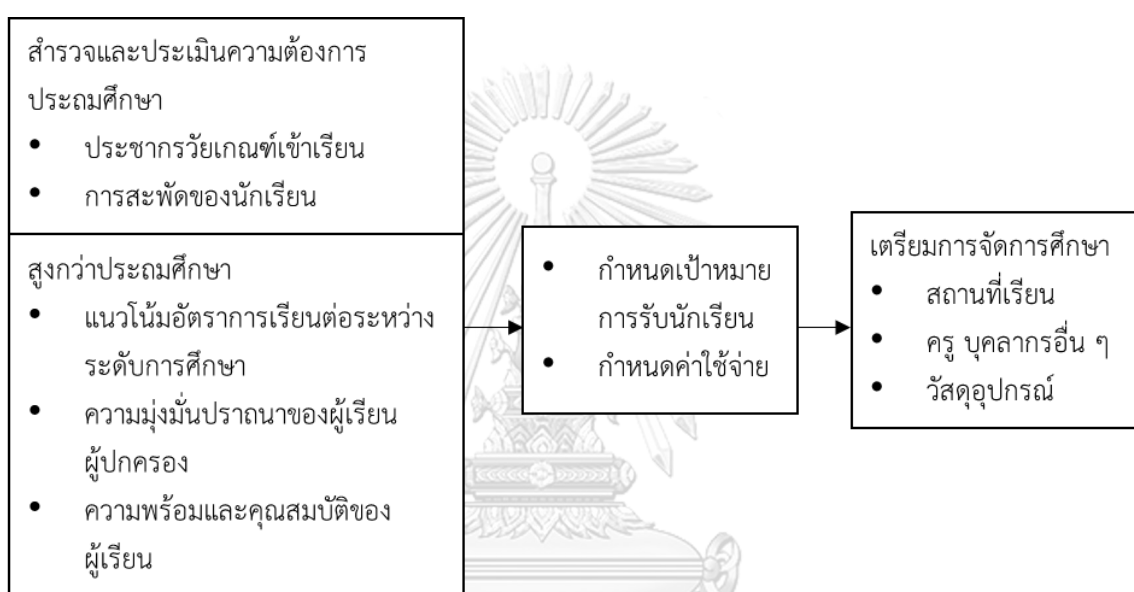 สำรวจและประเมินความต้องการ
ประถมศึกษา
• ประชากรวัยเกณฑ์เข้าเรียน
• การสะพัดของนักเรียน
สูงกว่าประถมศึกษา
• แนวโน้มอัตราการเรียนต่อระหว่าง
ระดับการศึกษา
• ความมุ่งมั่นปราถนาของผู้เรียน
ผู้ปกครอง
• ความพร้อมและคุณสมบัติของ
ผู้เรียน
• กำหนดเป้าหมาย
การรับนักเรียน
• กำหนดค่าใช้จ่าย
เตรียมการจัดการศึกษา
• สถานที่เรียน
• ครู บุคลากรอื่น ๆ
• วัสดุอุปกรณ์